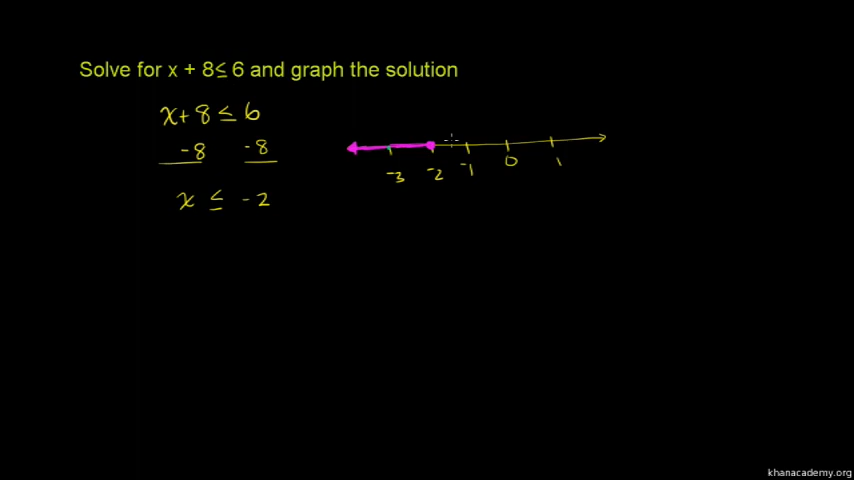 Solve for x + 8≤ 6 and graph the solution
x+8 ≤ 6
-8 -8
x ≤ -2
-3 -2 -1 0 1
khanacademy.org